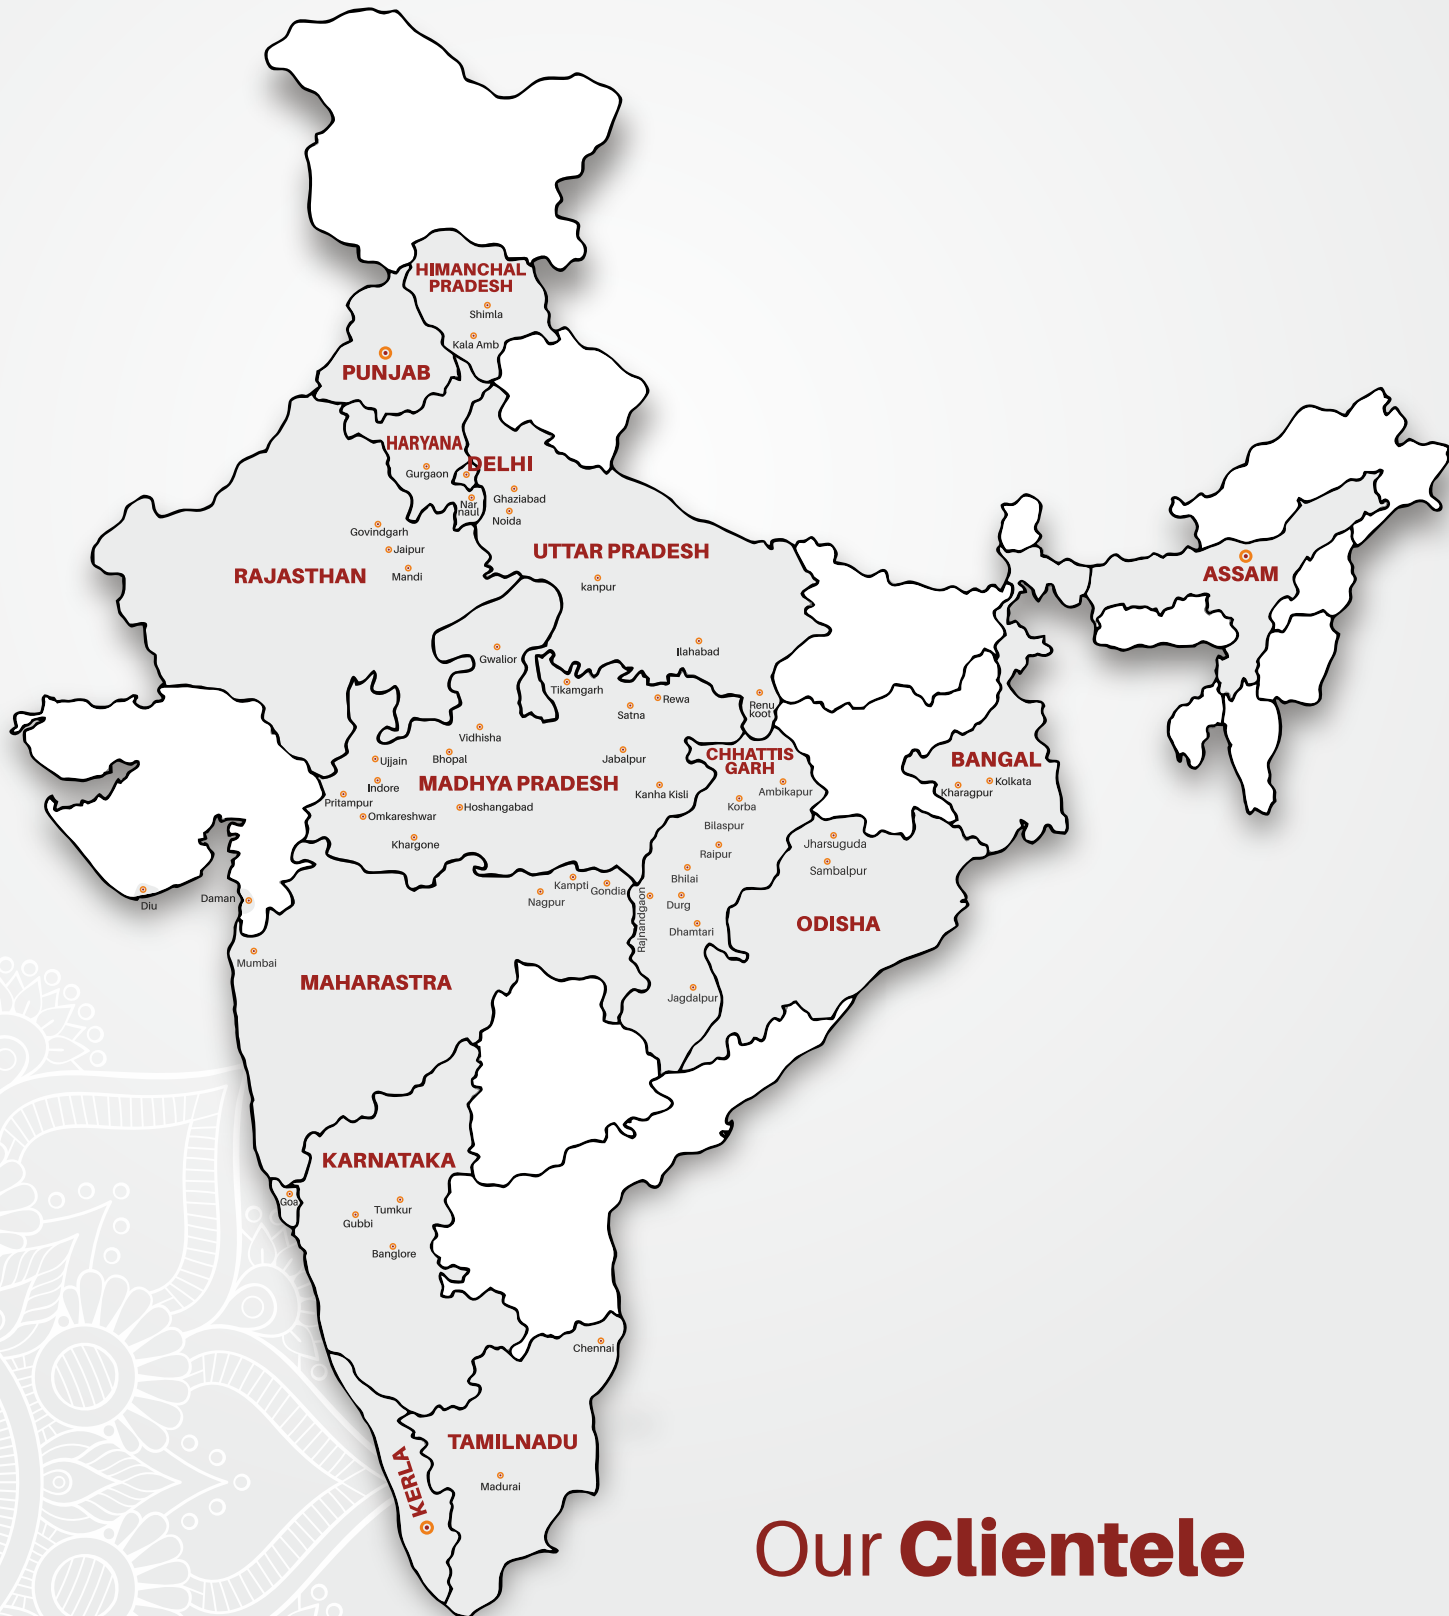 HIMANCHAL
PRADESH
Shimla
Kala Amb
PUNJAB
HARYANA
Gurgaon
DELHI
Nar
naul
Ghaziabad
Noida
Govindgarh
Jaipur
Mandi
RAJASTHAN
UTTAR PRADESH
kanpur
Ilahabad
ASSAM
Gwalior
Tikamgarh
Rewa
Satna
Renu
koot
Vidhisha
Bhopal
Ujjain
Jabalpur
Indore
MADHYA PRADESH
Kanha Kisli
Pritampur
Hoshangabad
Omkareshwar
Khargone
CHHATTIS
GARH
Ambikapur
Korba
Bilaspur
Raipur
Bhilai
Rajnandgaon
Durg
Dhamtari
Jagdalpur
BANGAL
Kolkata
Kharagpur
Jharsuguda
Sambalpur
ODISHA
Diu
Daman
Mumbai
Nagpur
Kampti
Gondia
MAHARASTRA
KARNATAKA
Goa
Tumkur
Gubbi
Banglore
Chennai
TAMILNADU
Madurai
KERLA
Our Clientele